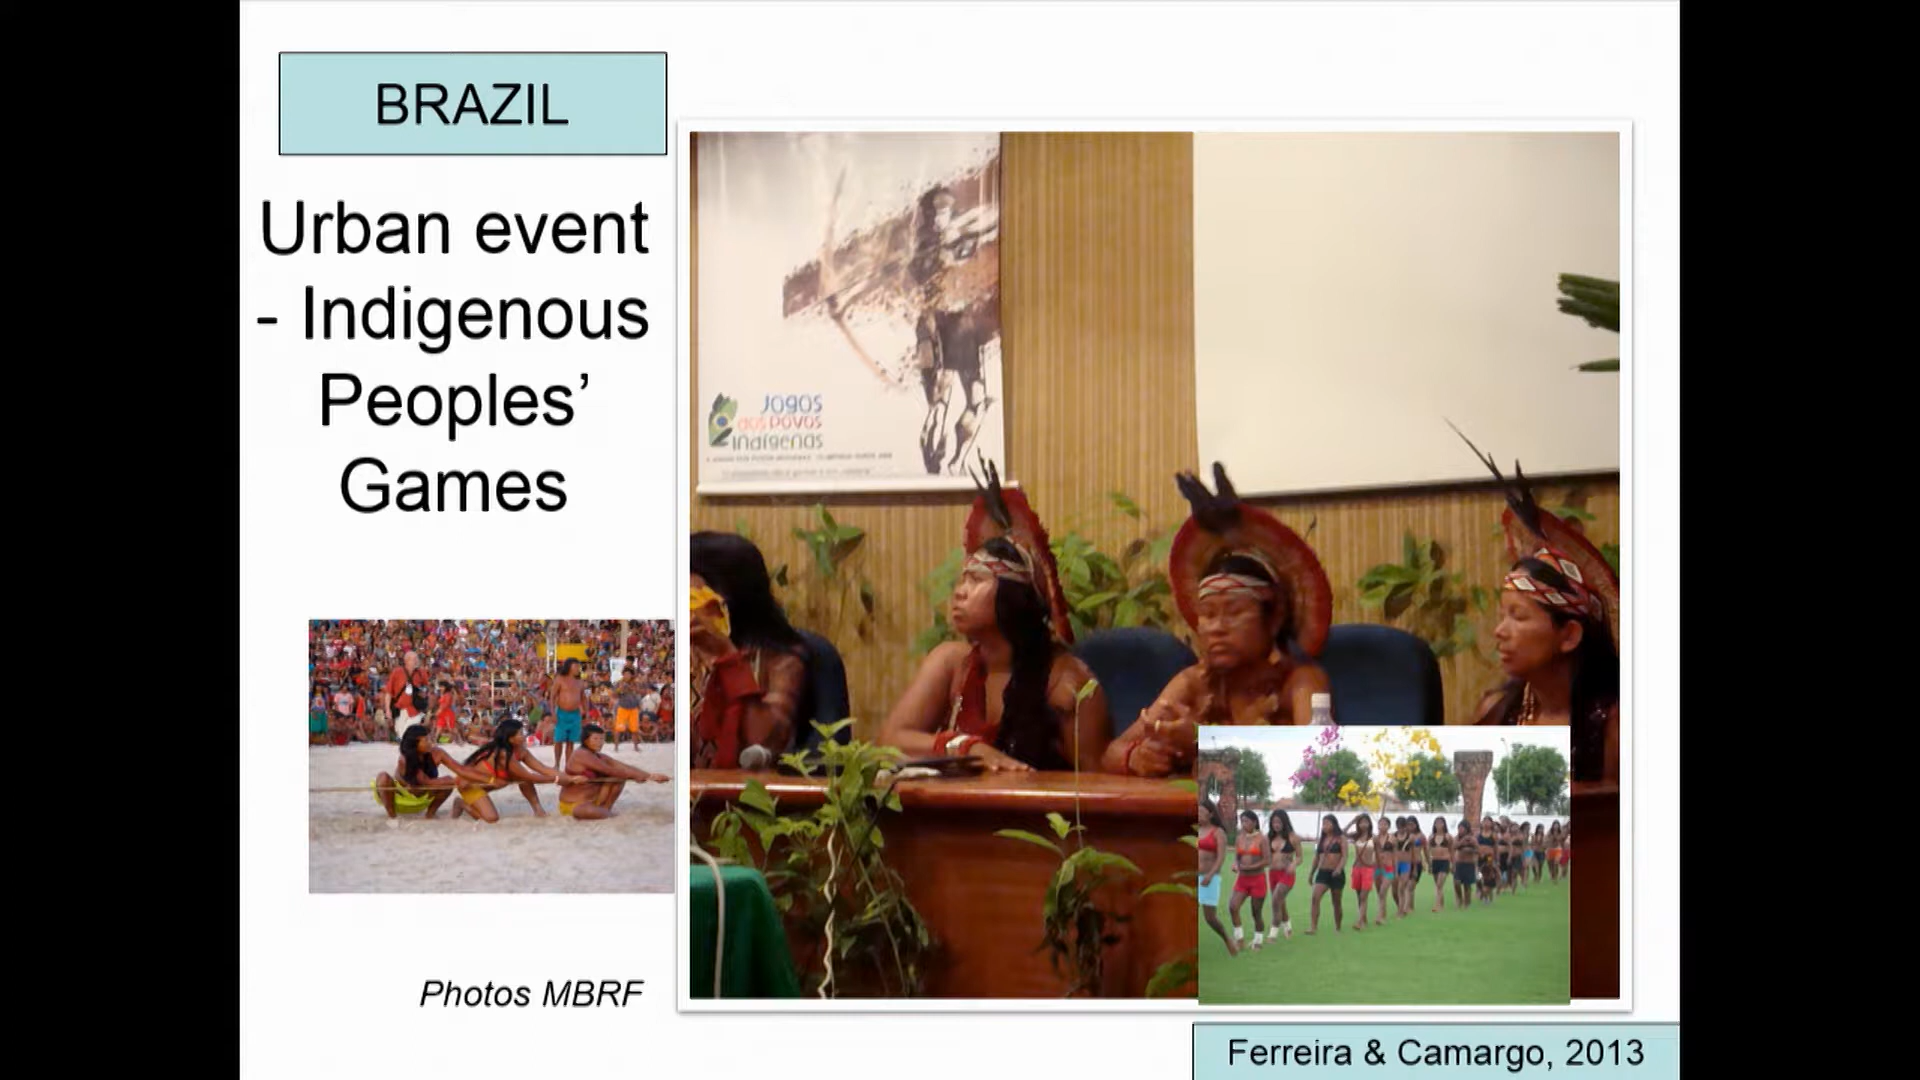 BRAZIL
Urban event
- Indigenous
Peoples’
Games
Jogos
dos povos
indígenas
Photos MBRF
Ferreira & Camargo, 2013